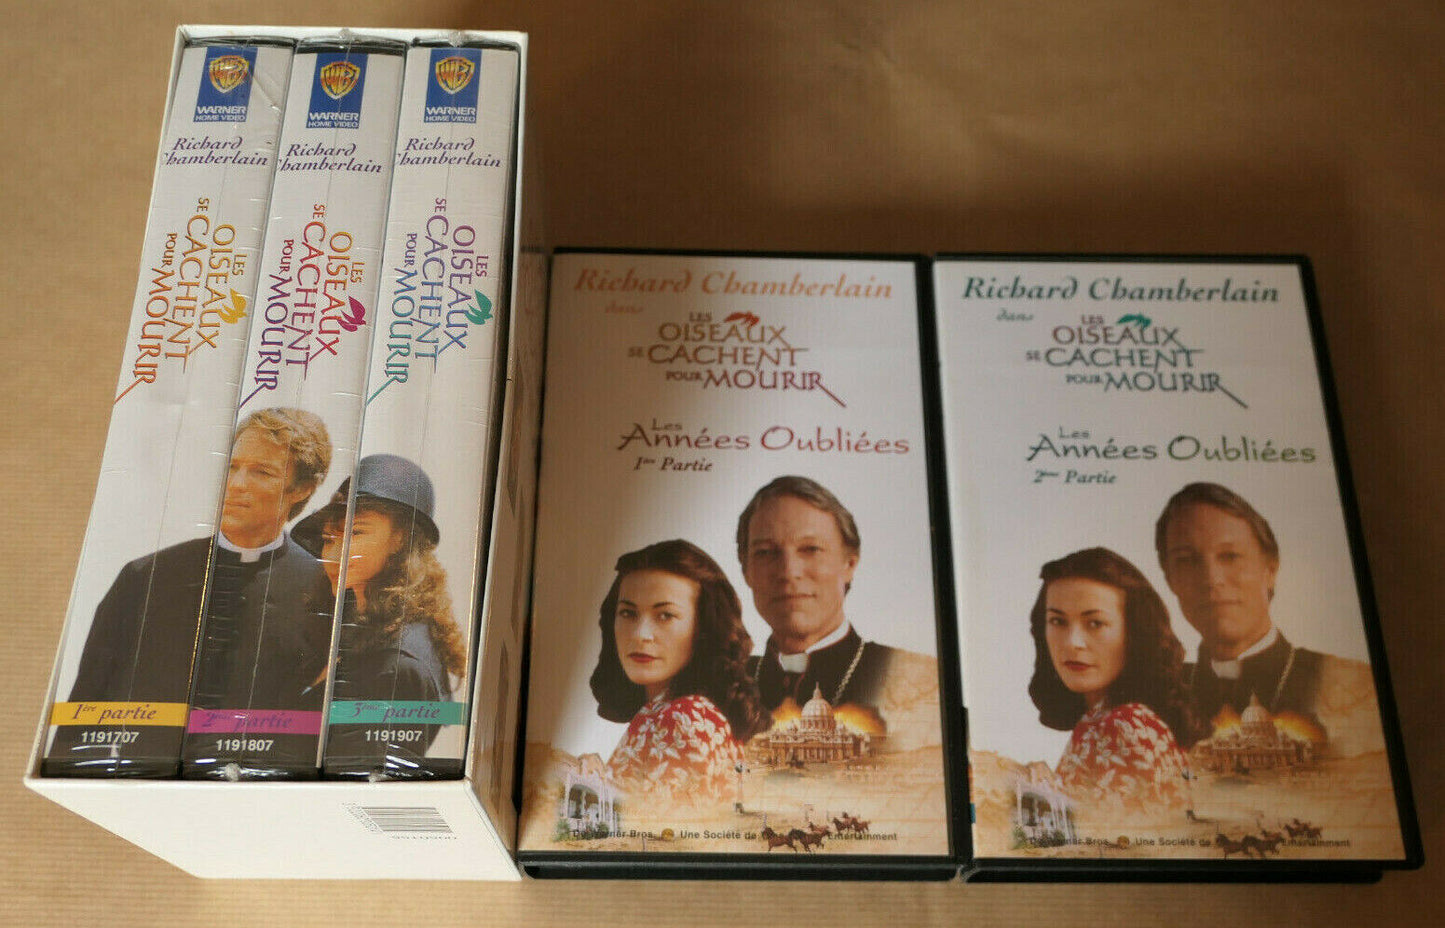 WARNER
HOME VIDEO
Richard
Chamberlain
LES
OISEAUX
SE CACHENT
POUR MOURIR
1ère partie
1191707
WARNER
HOME VIDEO
Richard
Chamberlain
LES
OISEAUX
SE CACHENT
POUR MOURIR
2ème partie
1191807
WARNER
HOME VIDEO
Richard
Chamberlain
LES
OISEAUX
SE CACHENT
POUR MOURIR
3ème partie
1191907
Richard Chamberlain
dans
LES
OISEAUX
SE CACHENT
POUR MOURIR
Les
Années Oubliées
1ère Partie
Une Société de
Entertainment
Richard Chamberlain
dans
LES
OISEAUX
SE CACHENT
POUR MOURIR
Les
Années Oubliées
2ème Partie
Une Société de